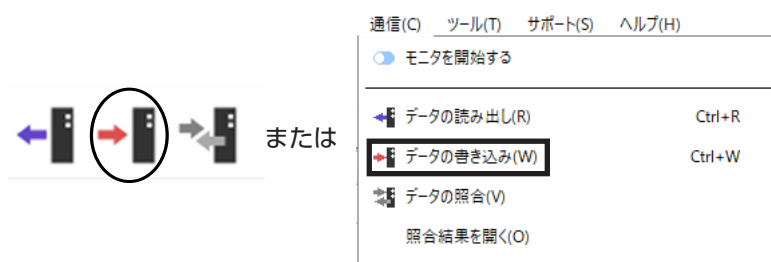 または
通信(C) ツール(T) サポート(S) ヘルプ(H)
モニタを開始する
データの読み出し(R) Ctrl+R
データの書き込み(W) Ctrl+W
データの照合(V)
照合結果を開く(O)